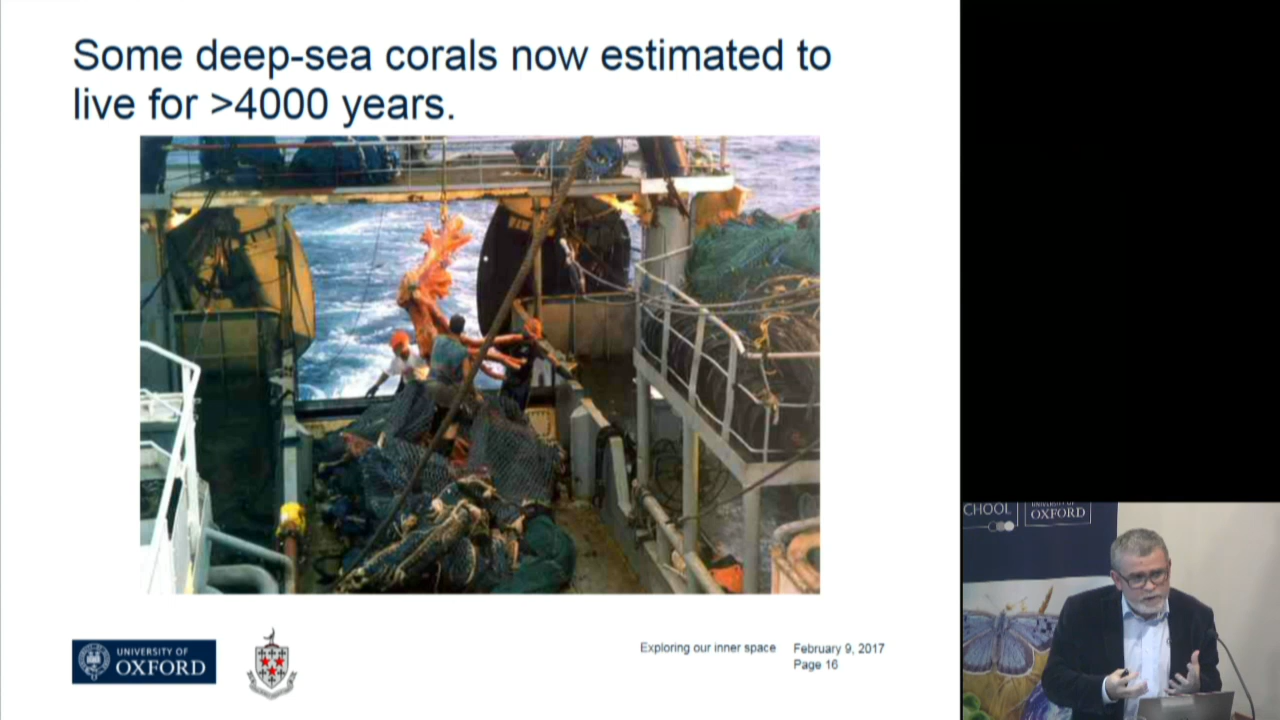 Some deep-sea corals now estimated to
live for >4000 years.
UNIVERSITY OF
OXFORD
Exploring our inner space
February 9, 2017
Page 16
CHOOL
UNIVERSITY OF
OXFORD